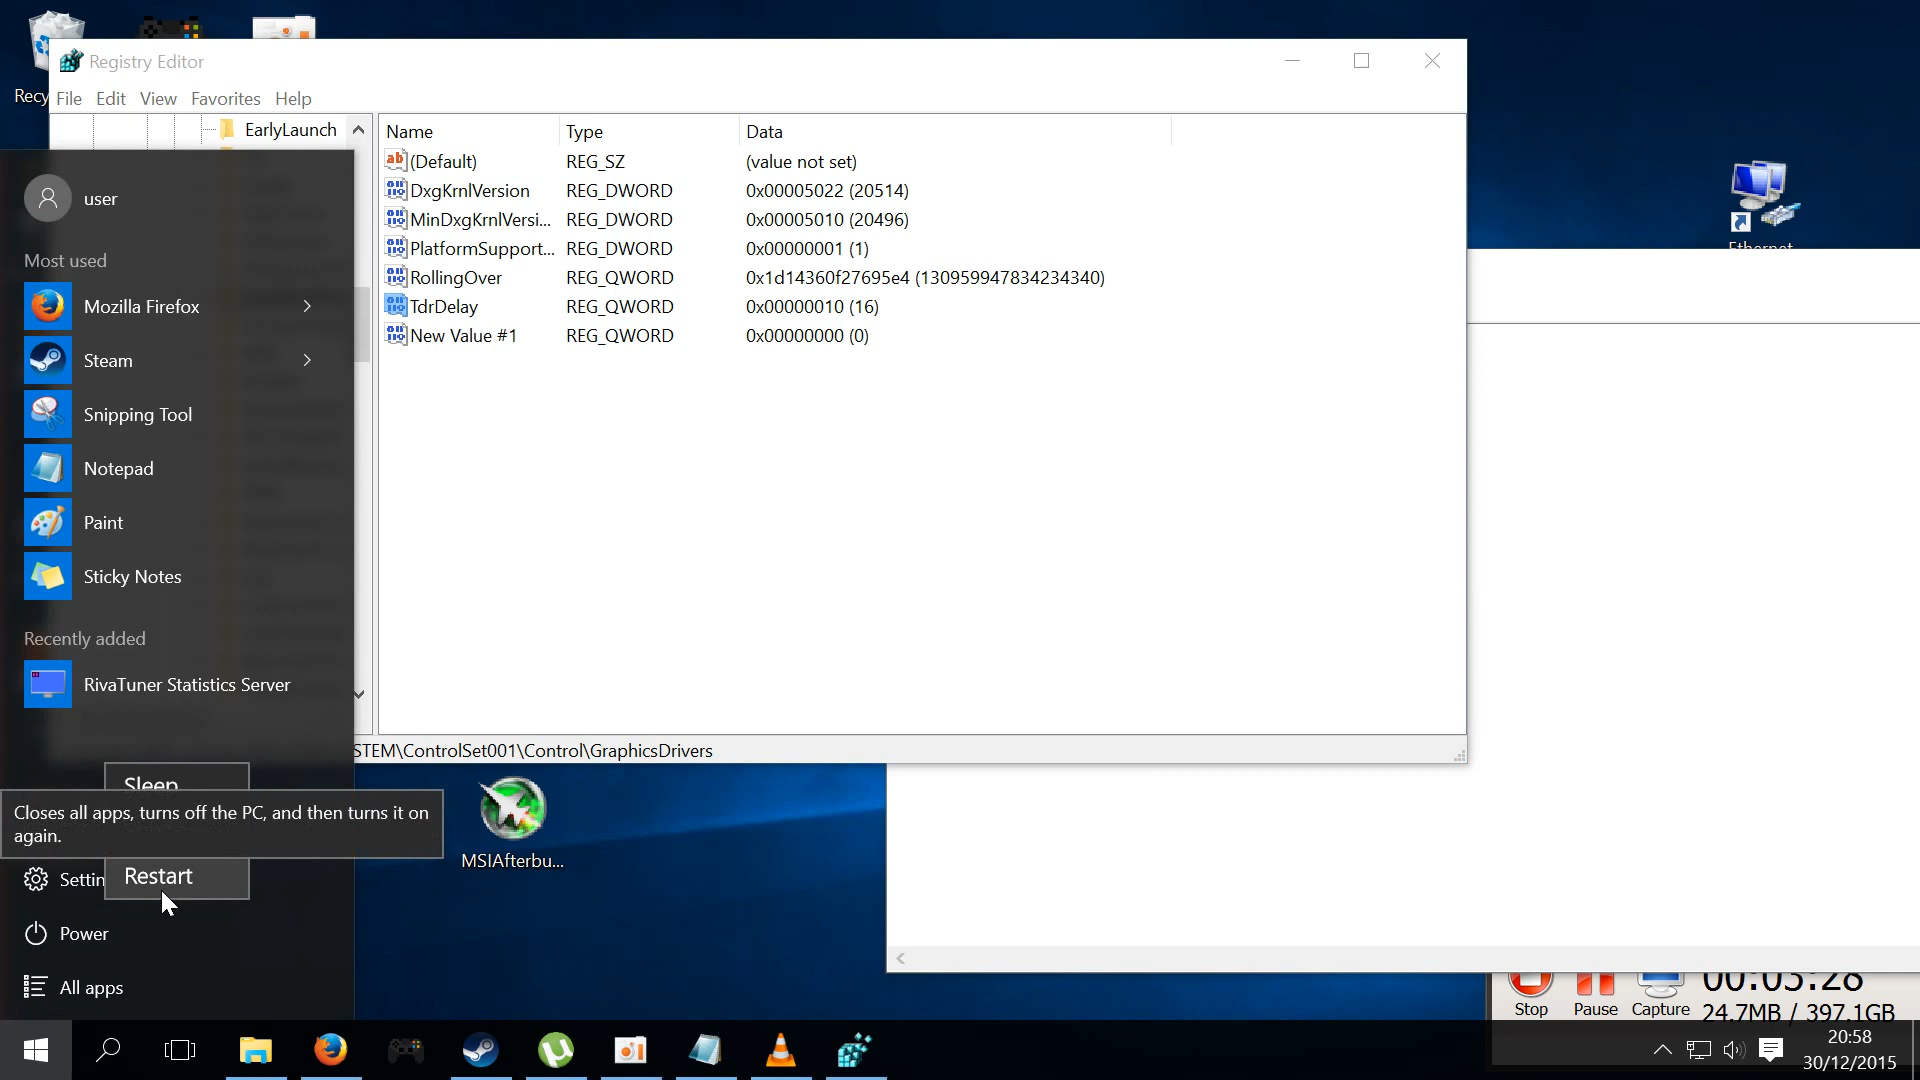 Recy
Registry Editor
File Edit View Favorites Help
EarlyLaunch
Name Type Data
(Default) REG_SZ (value not set)
DxgKrnlVersion REG_DWORD 0x00005022 (20514)
MinDxgKrnlVersi... REG_DWORD 0x00005010 (20496)
PlatformSupport... REG_DWORD 0x00000001 (1)
RollingOver REG_QWORD 0x1d14360f27695e4 (130959947834234340)
TdrDelay REG_QWORD 0x00000010 (16)
New Value #1 REG_QWORD 0x00000000 (0)
STEM\ControlSet001\Control\GraphicsDrivers
user
Most used
Mozilla Firefox
Steam
Snipping Tool
Notepad
Paint
Sticky Notes
Recently added
RivaTuner Statistics Server
Sleep
Closes all apps, turns off the PC, and then turns it on
again.
Settin
Restart
Power
All apps
MSIAfterbu...
Ethernet
00:03:28
Stop Pause Capture 24.7MB / 397.1GB
20:58
30/12/2015